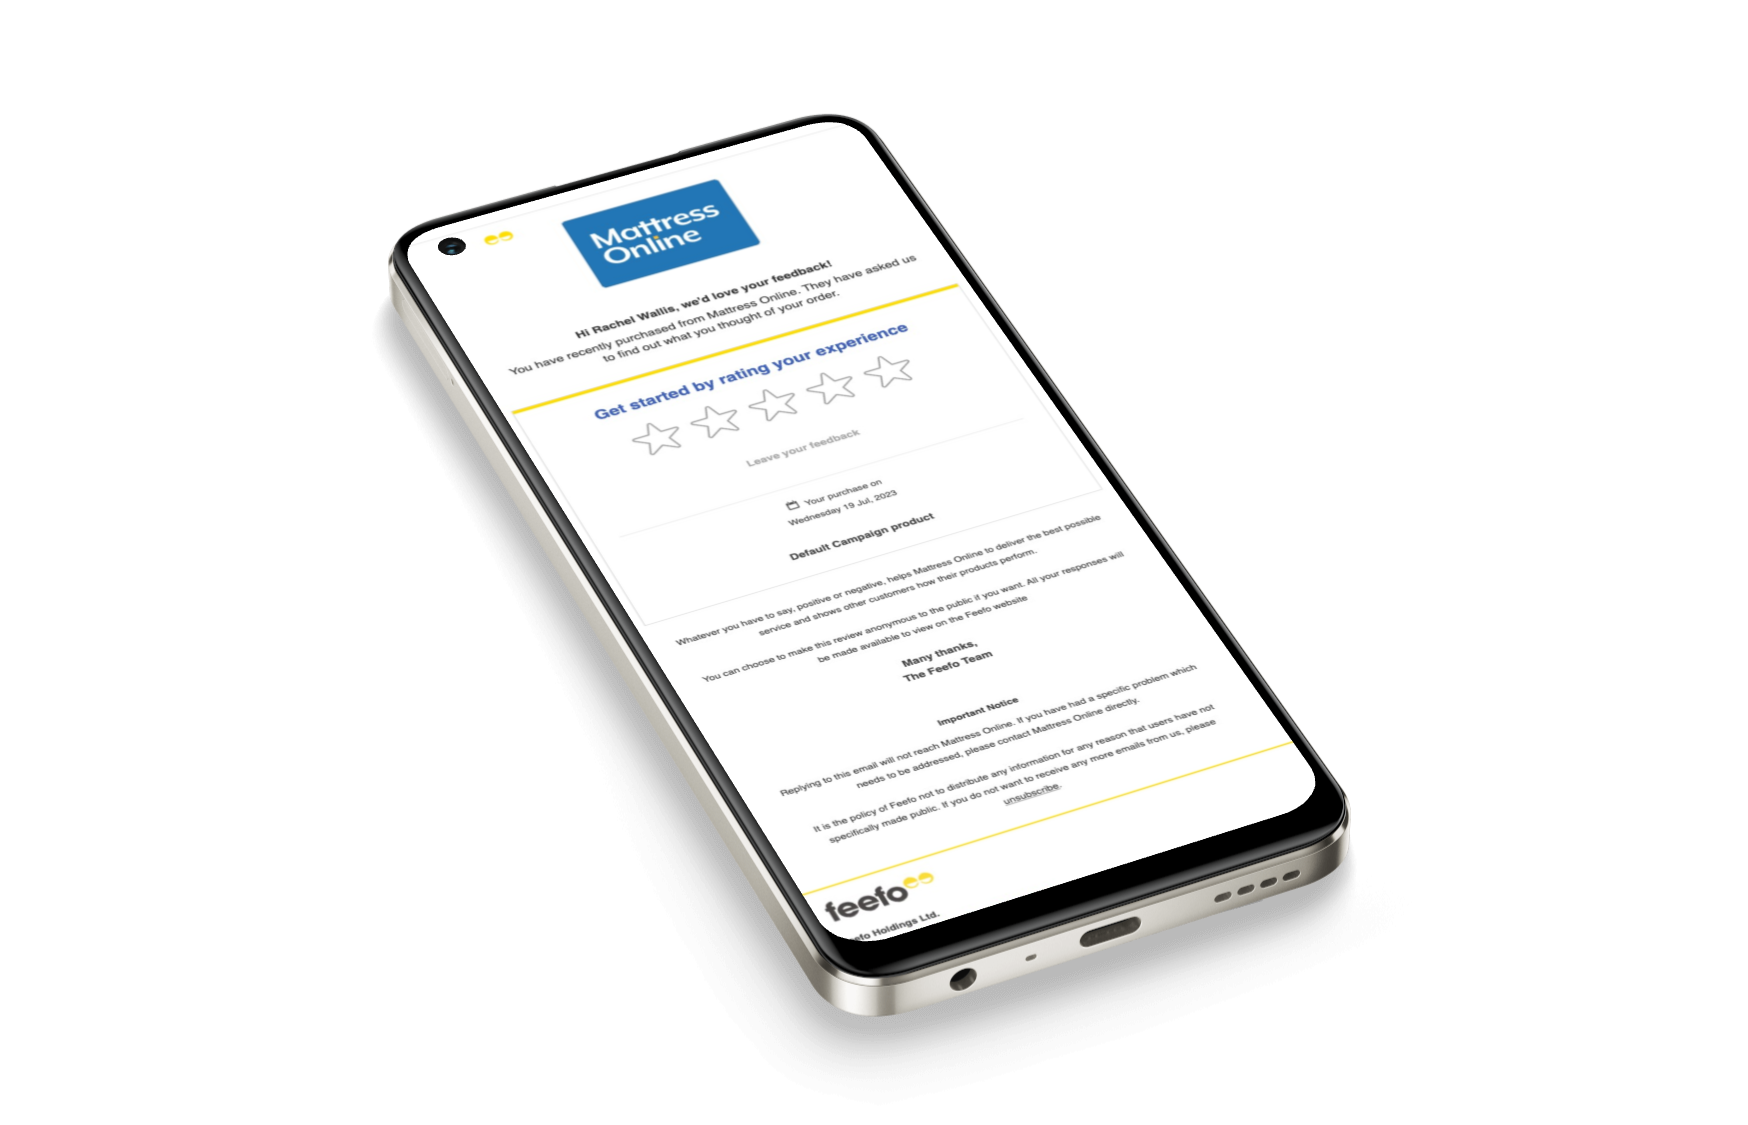 Mattress
Online
Hi Rachel Wallis, we'd love your feedback!
You have recently purchased from Mattress Online. They have asked us
to find out what you thought of your order.
Get started by rating your experience
Leave your feedback
Your purchase on
Wednesday 19 Jul, 2023
Default Campaign product
Whatever you have to say, positive or negative, helps Mattress Online to deliver the best possible
service and shows other customers how their products perform.
You can choose to make this review anonymous to the public if you want. All your responses will
be made available to view on the Feefo website
Many thanks,
The Feefo Team
Important Notice
Replying to this email will not reach Mattress Online. If you have had a specific problem which
needs to be addressed, please contact Mattress Online directly.
It is the policy of Feefo not to distribute any information for any reason that users have not
specifically made public. If you do not want to receive any more emails from us, please
unsubscribe.
feefo
efo Holdings Ltd.